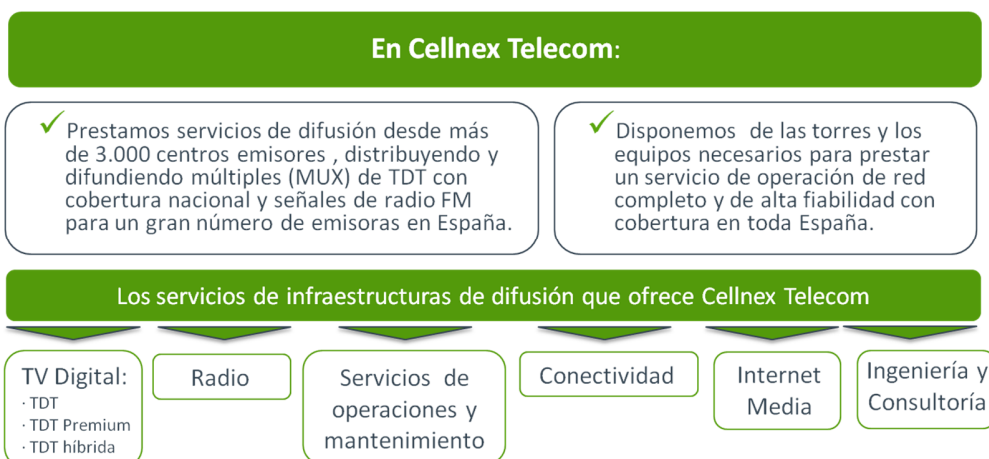 En Cellnex Telecom:
Prestamos servicios de difusión desde más
de 3.000 centros emisores , distribuyendo y
difundiendo múltiples (MUX) de TDT con
cobertura nacional y señales de radio FM
para un gran número de emisoras en España.
Disponemos de las torres y los
equipos necesarios para prestar
un servicio de operación de red
completo y de alta fiabilidad con
cobertura en toda España.
Los servicios de infraestructuras de difusión que ofrece Cellnex Telecom
TV Digital:
· TDT
· TDT Premium
· TDT híbrida
Radio
Servicios de
operaciones y
mantenimiento
Conectividad
Internet
Media
Ingeniería y
Consultoría